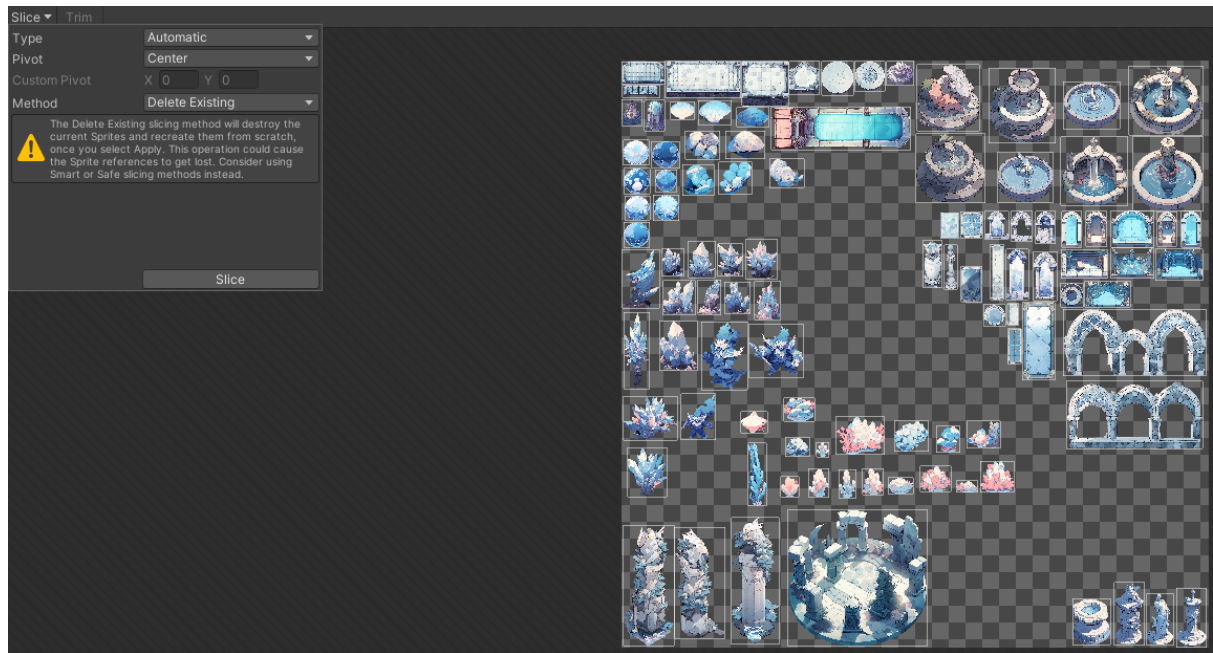 Slice ▾ Trim
Type Automatic
Pivot Center
Custom Pivot X 0 Y 0
Method Delete Existing
The Delete Existing slicing method will destroy the
current Sprites and recreate them from scratch,
once you select Apply. This operation could cause
the Sprite references to get lost. Consider using
Smart or Safe slicing methods instead.
Slice